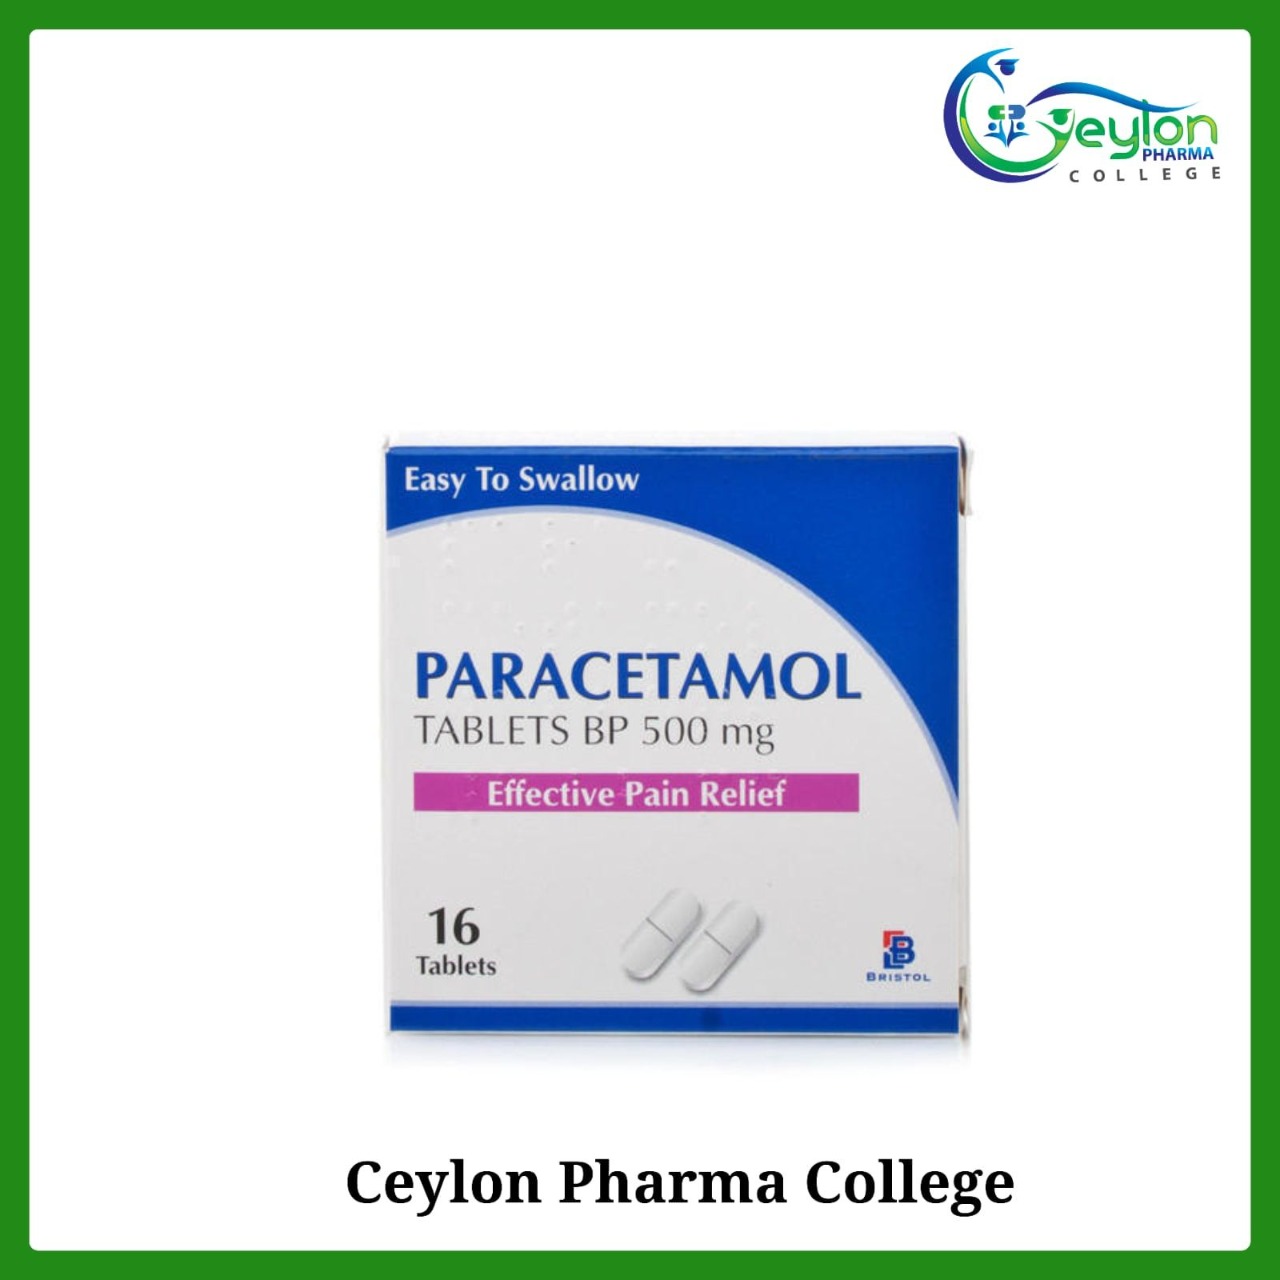 Ceylon
PHARMA
COLLEGE
Easy To Swallow
PARACETAMOL
TABLETS BP 500 mg
Effective Pain Relief
16
Tablets
B
BRISTOL
Ceylon Pharma College